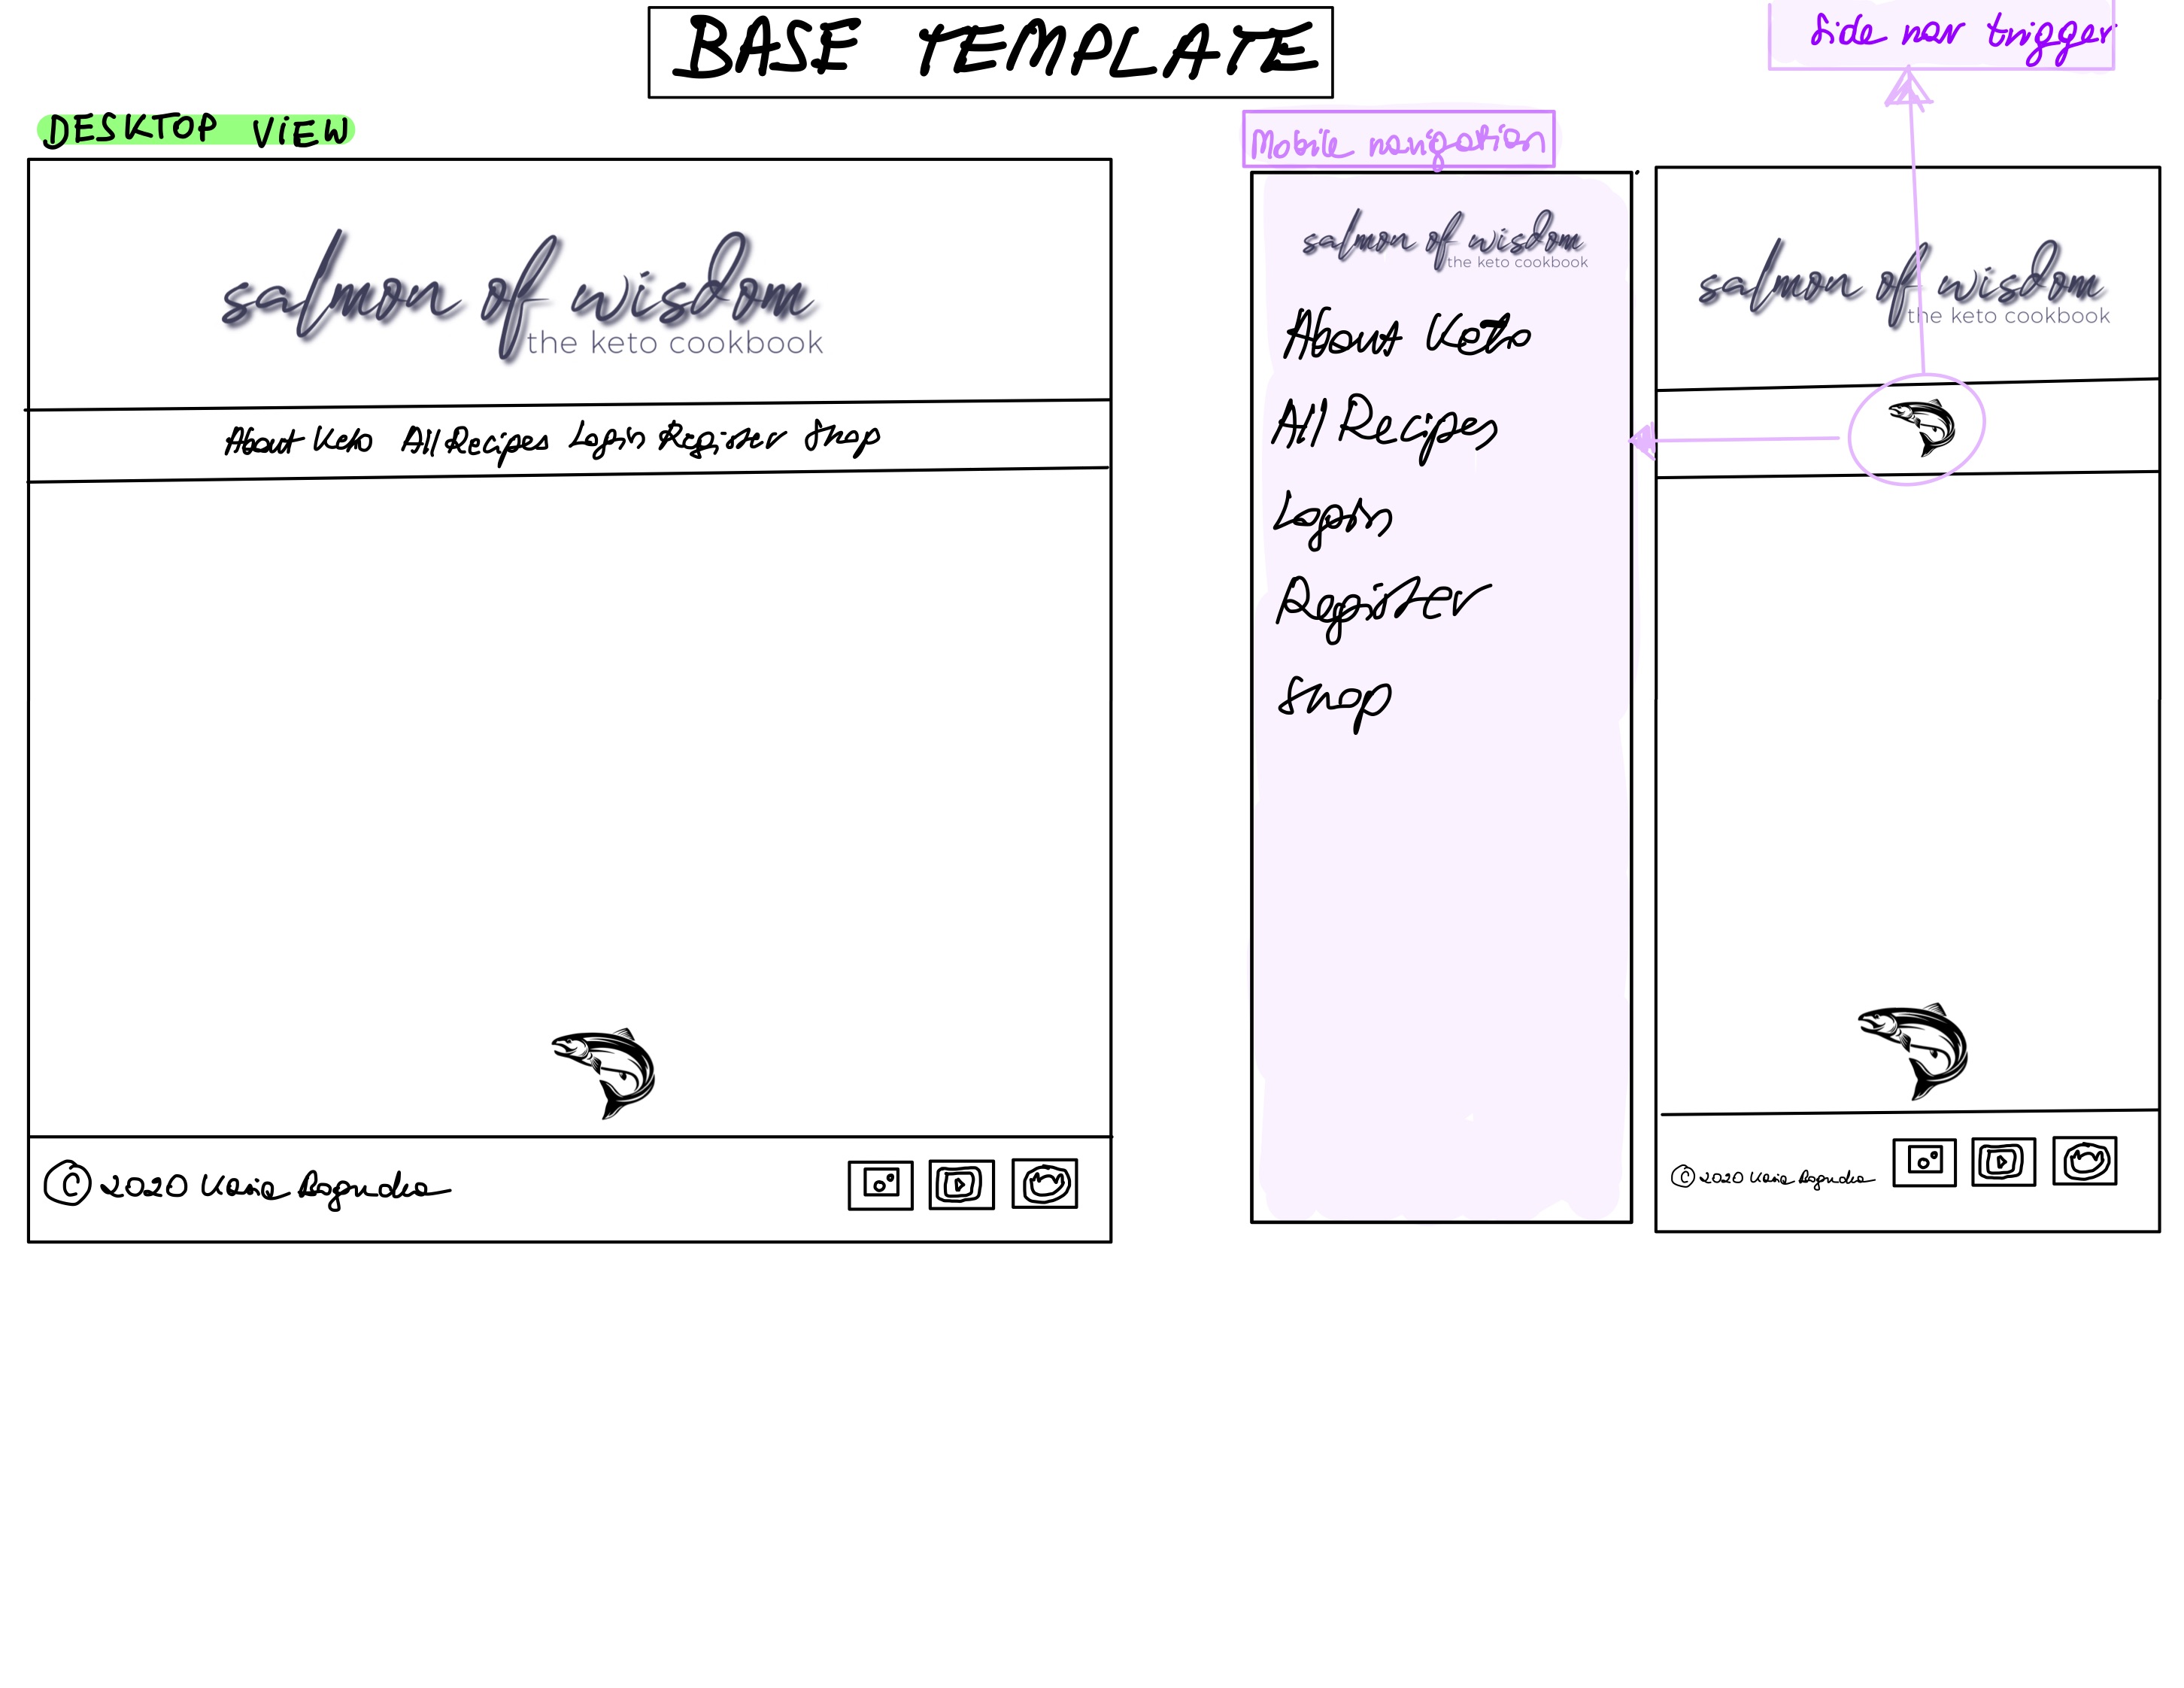 BASE TEMPLATE
Side nav trigger
DESKTOP VIEW
Mobile navigation
salmon of wisdom
the keto cookbook
About Keto All Recipes Login Register Shop
© 2020 Kasia Bogucka
salmon of wisdom
the keto cookbook
About Keto
All Recipes
Login
Register
Shop
salmon of wisdom
the keto cookbook
© 2020 Kasia Bogucka